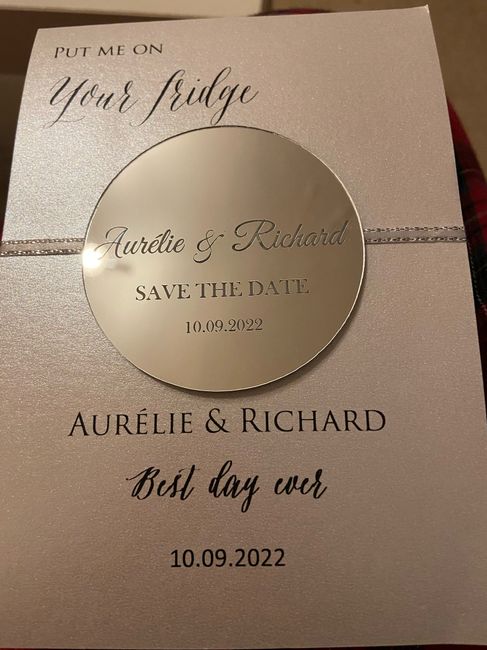 PUT ME ON
Your fridge
Aurélie & Richard
SAVE THE DATE
10.09.2022
AURÉLIE & RICHARD
Best day ever
10.09.2022